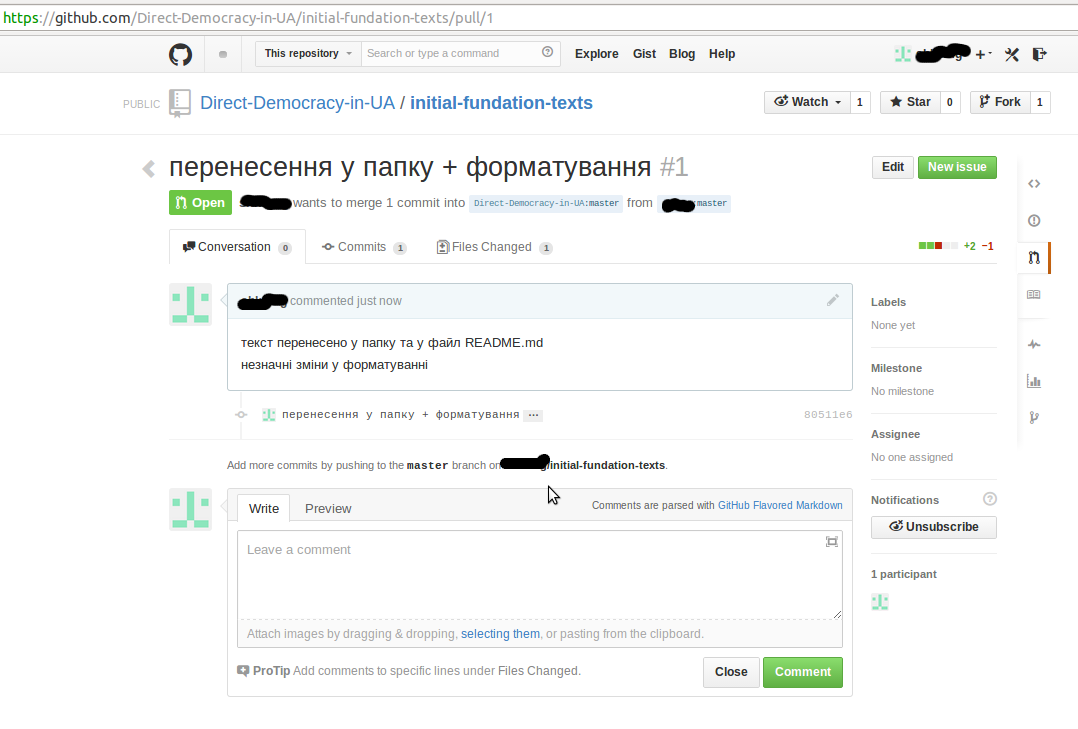 https://github.com/Direct-Democracy-in-UA/initial-fundation-texts/pull/1
This repository Search or type a command Explore Gist Blog Help
PUBLIC Direct-Democracy-in-UA / initial-fundation-texts Watch 1 Star 0 Fork 1
перенесення у папку + форматування #1 Edit New issue
Open wants to merge 1 commit into Direct-Democracy-in-UA:master from :master
Conversation 0 Commits 1 Files Changed 1 +2 −1
commented just now
текст перенесено у папку та у файл README.md
незначні зміни у форматуванні
перенесення у папку + форматування ... 80511e6
Add more commits by pushing to the master branch on /initial-fundation-texts.
Write Preview Comments are parsed with GitHub Flavored Markdown
Leave a comment
Attach images by dragging & dropping, selecting them, or pasting from the clipboard.
ProTip Add comments to specific lines under Files Changed.
Close Comment
Labels
None yet
Milestone
No milestone
Assignee
No one assigned
Notifications
Unsubscribe
1 participant